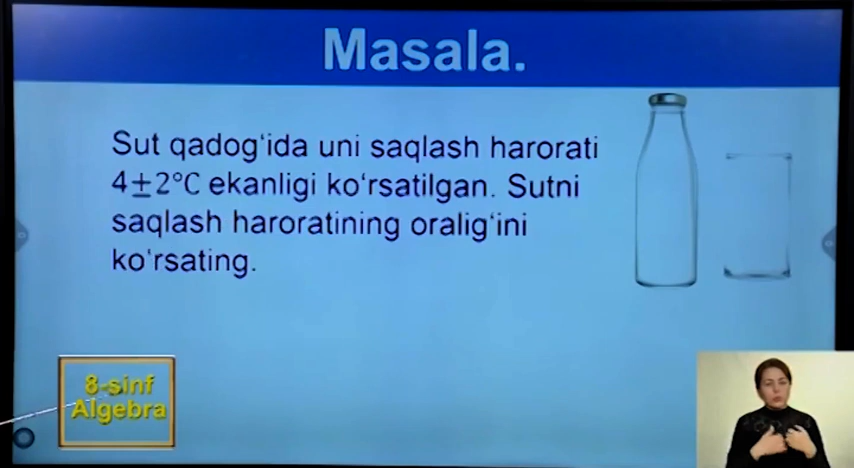 Masala.
Sut qadog‘ida uni saqlash harorati
4±2°C ekanligi ko‘rsatilgan. Sutni
saqlash haroratining oralig‘ini
ko‘rsating.
8-sinf
Algebra